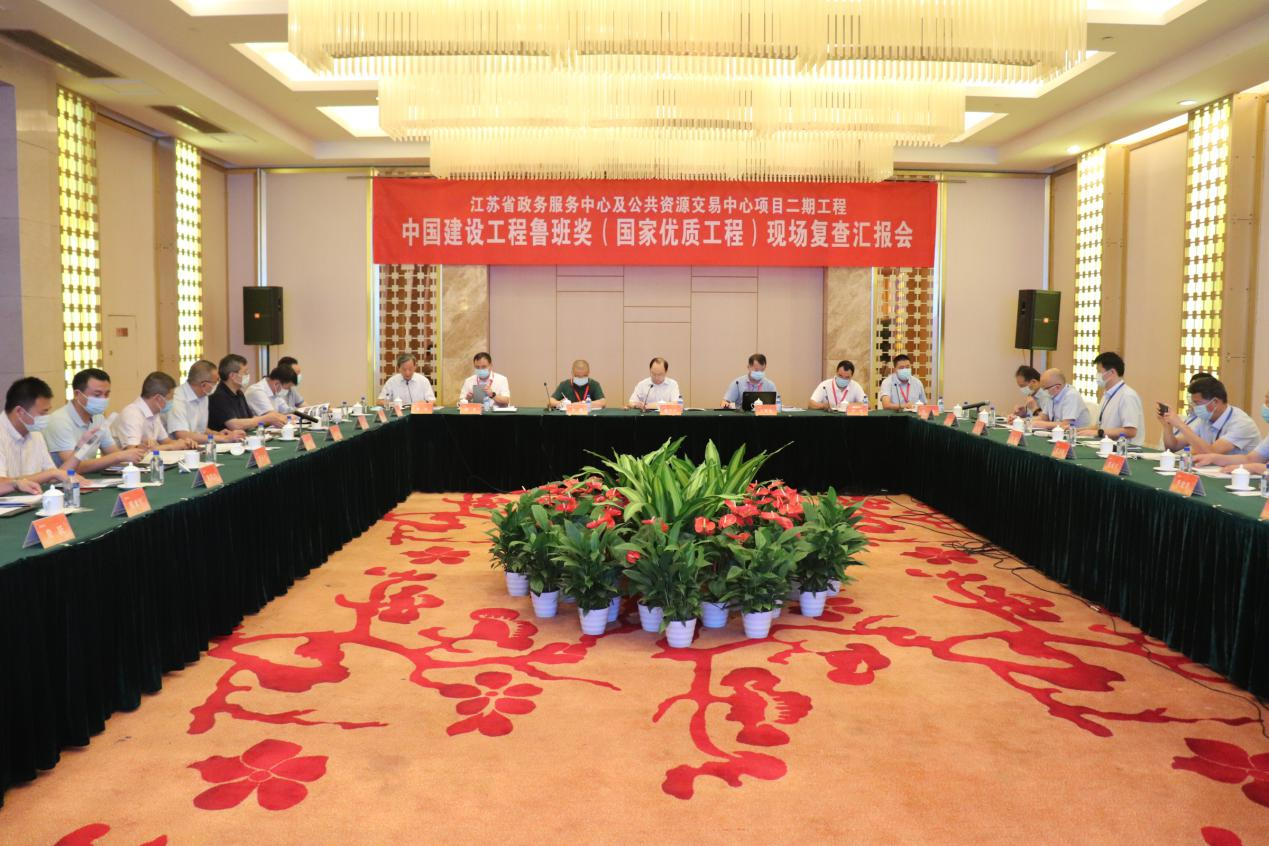 江苏省政务服务中心及公共资源交易中心项目二期工程
中国建设工程鲁班奖（国家优质工程）现场复查汇报会